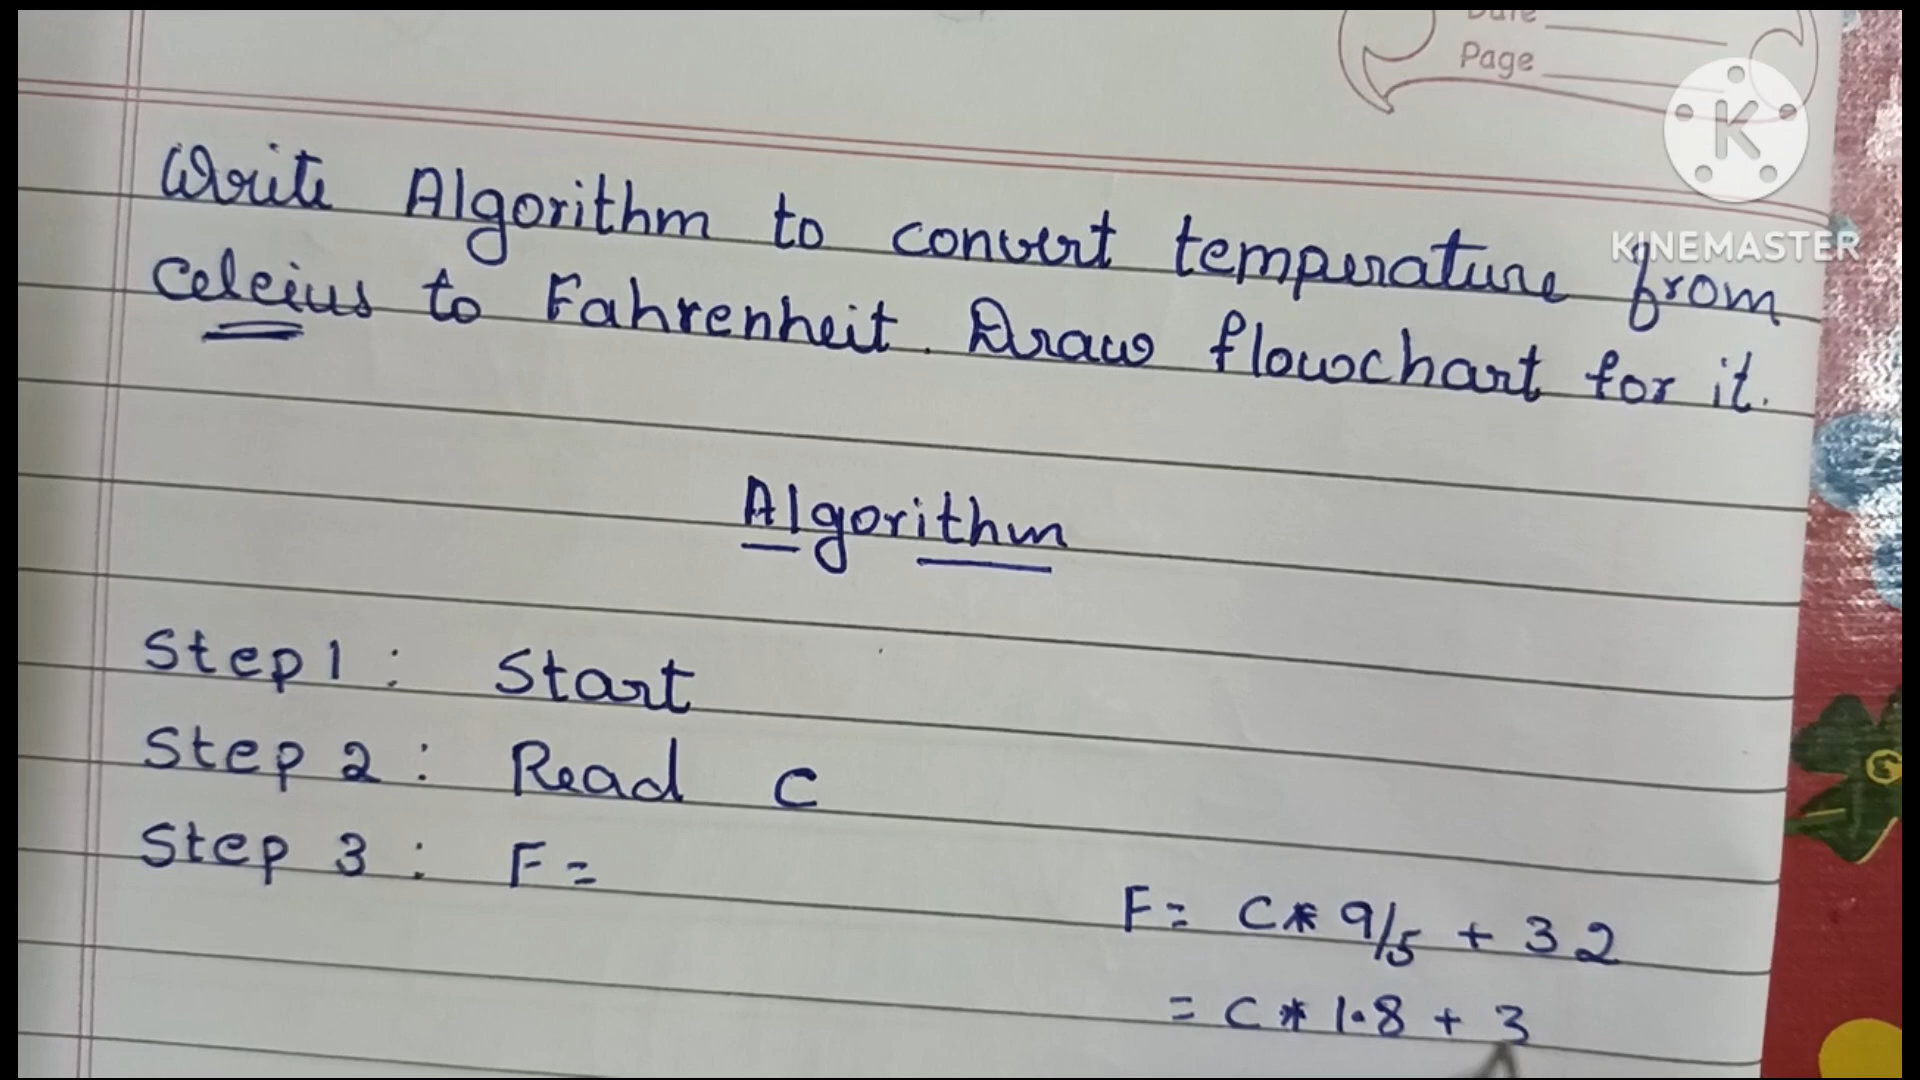 Date
Page
K
KINEMASTER
Write Algorithm to convert temperature from
celcius to Fahrenheit. Draw flowchart for it.
Algorithm
Step 1 : Start
Step 2 : Read C
Step 3 : F =
F = C * 9/5 + 32
= C * 1.8 + 3